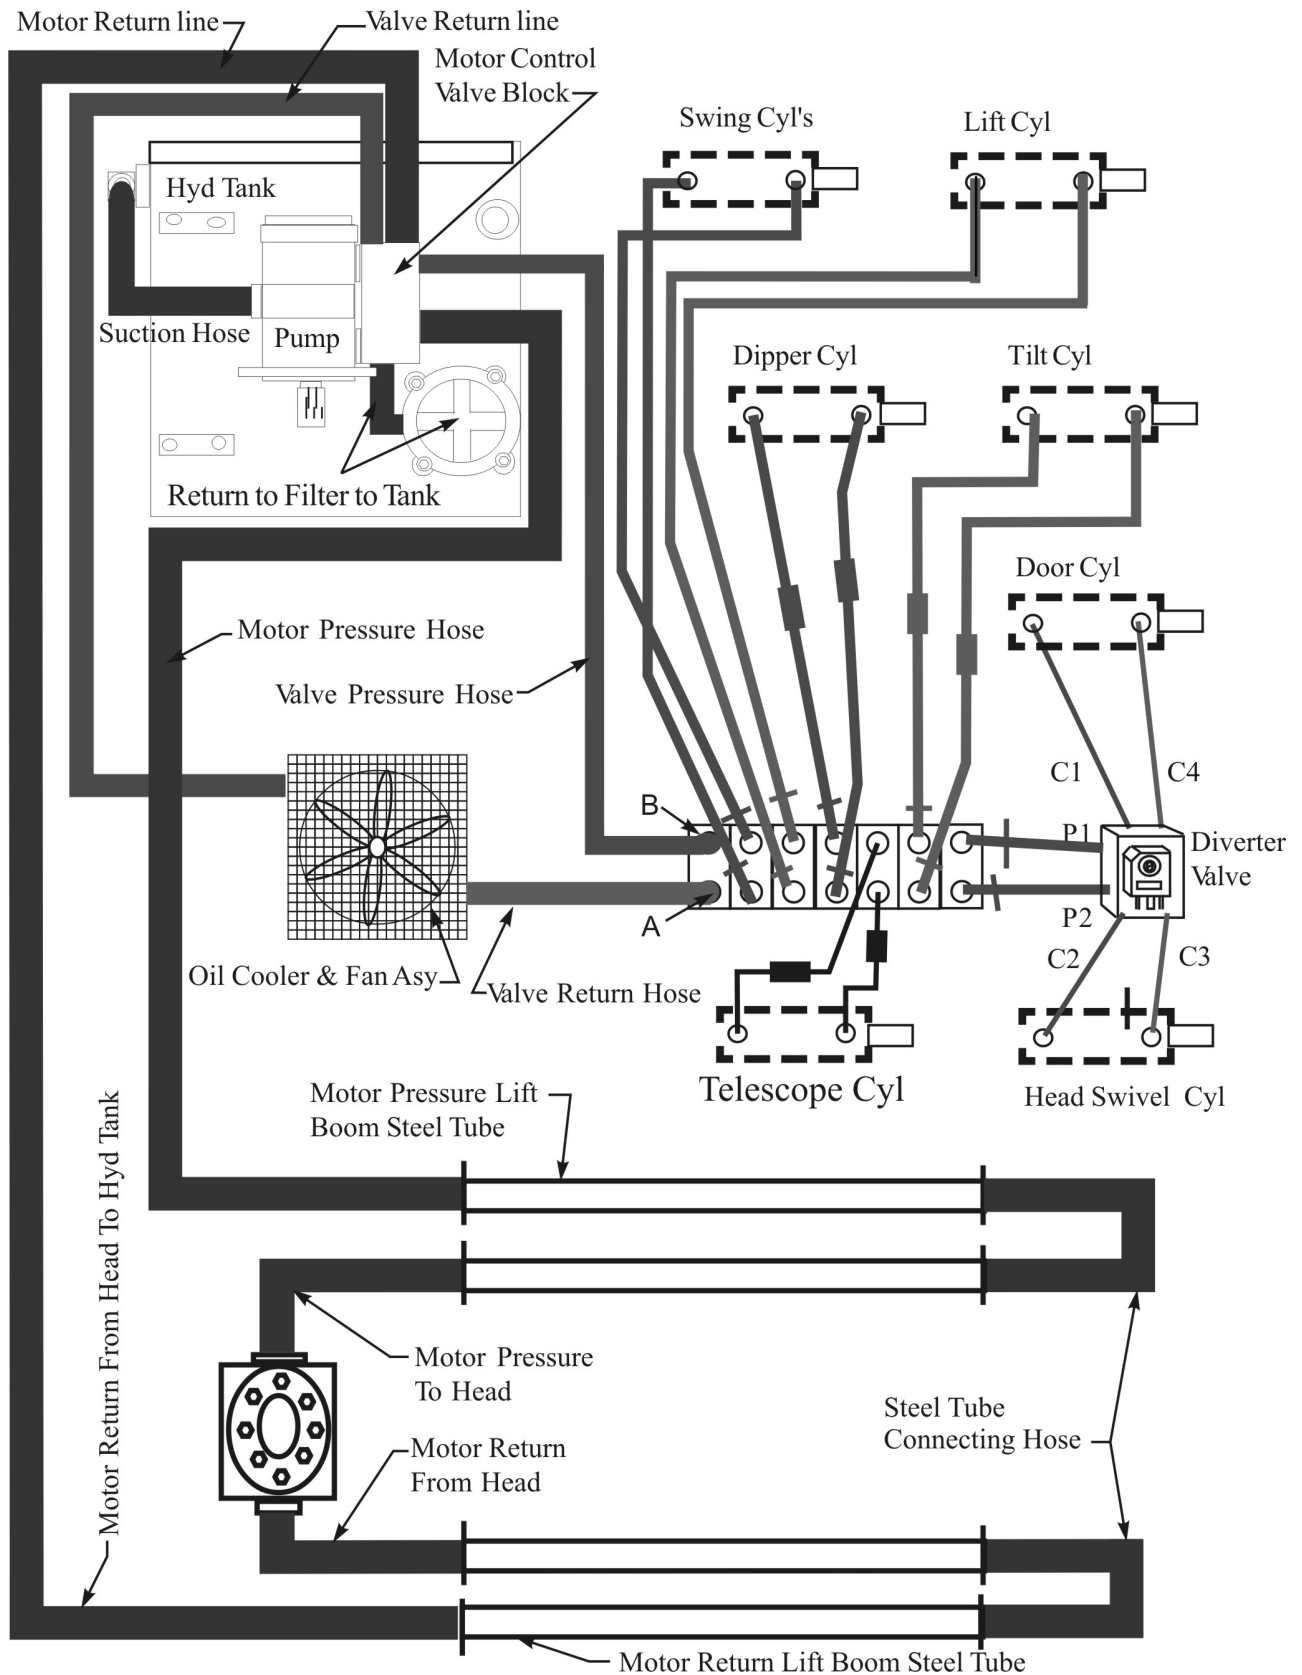 Motor Return line
Valve Return line
Motor Control
Valve Block
Swing Cyl's
Lift Cyl
Hyd Tank
Suction Hose
Pump
Dipper Cyl
Tilt Cyl
Return to Filter to Tank
Door Cyl
Motor Pressure Hose
Valve Pressure Hose
C1
C4
B
P1
Diverter
Valve
A
P2
C2
C3
Oil Cooler & Fan Asy
Valve Return Hose
Telescope Cyl
Head Swivel Cyl
Motor Pressure Lift
Boom Steel Tube
Motor Return From Head To Hyd Tank
Motor Pressure
To Head
Steel Tube
Connecting Hose
Motor Return
From Head
Motor Return Lift Boom Steel Tube